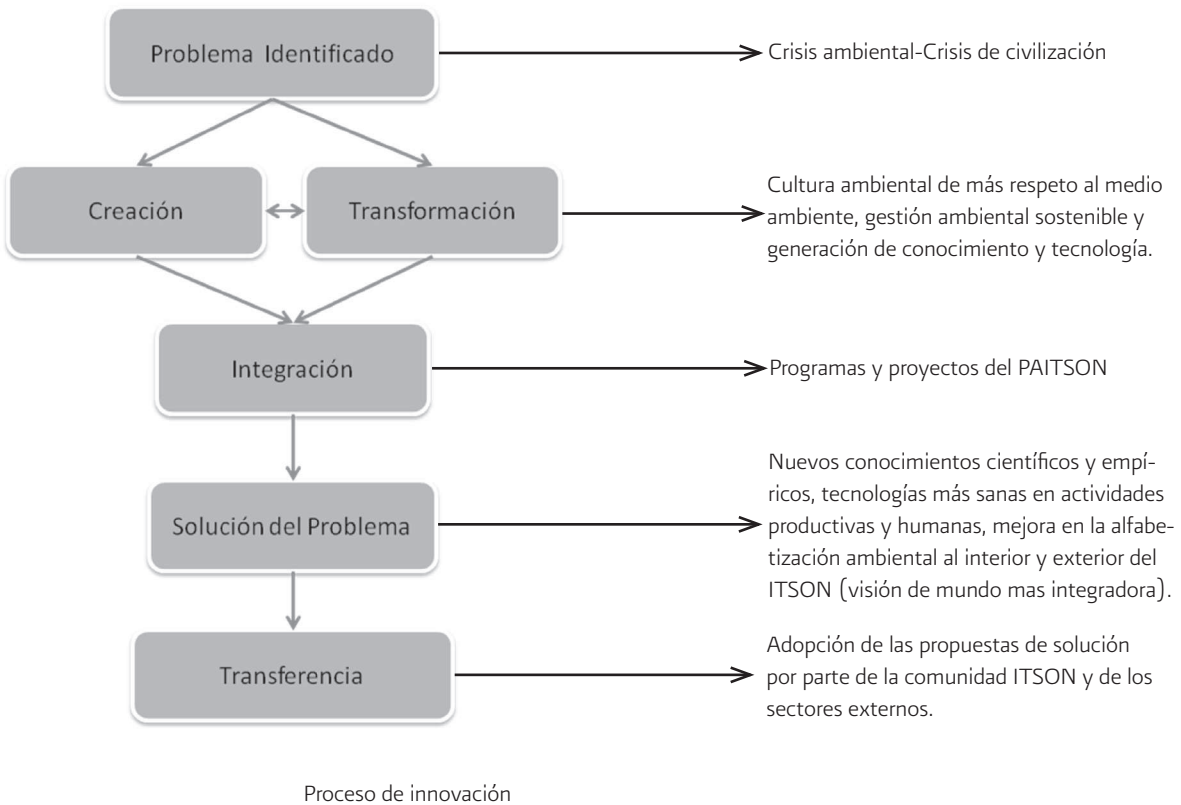 Problema Identificado
Crisis ambiental-Crisis de civilización
Creación
Transformación
Cultura ambiental de más respeto al medio
ambiente, gestión ambiental sostenible y
generación de conocimiento y tecnología.
Integración
Programas y proyectos del PAITSON
Solución del Problema
Nuevos conocimientos científicos y empí-
ricos, tecnologías más sanas en actividades
productivas y humanas, mejora en la alfabe-
tización ambiental al interior y exterior del
ITSON (visión de mundo mas integradora).
Transferencia
Adopción de las propuestas de solución
por parte de la comunidad ITSON y de los
sectores externos.
Proceso de innovación